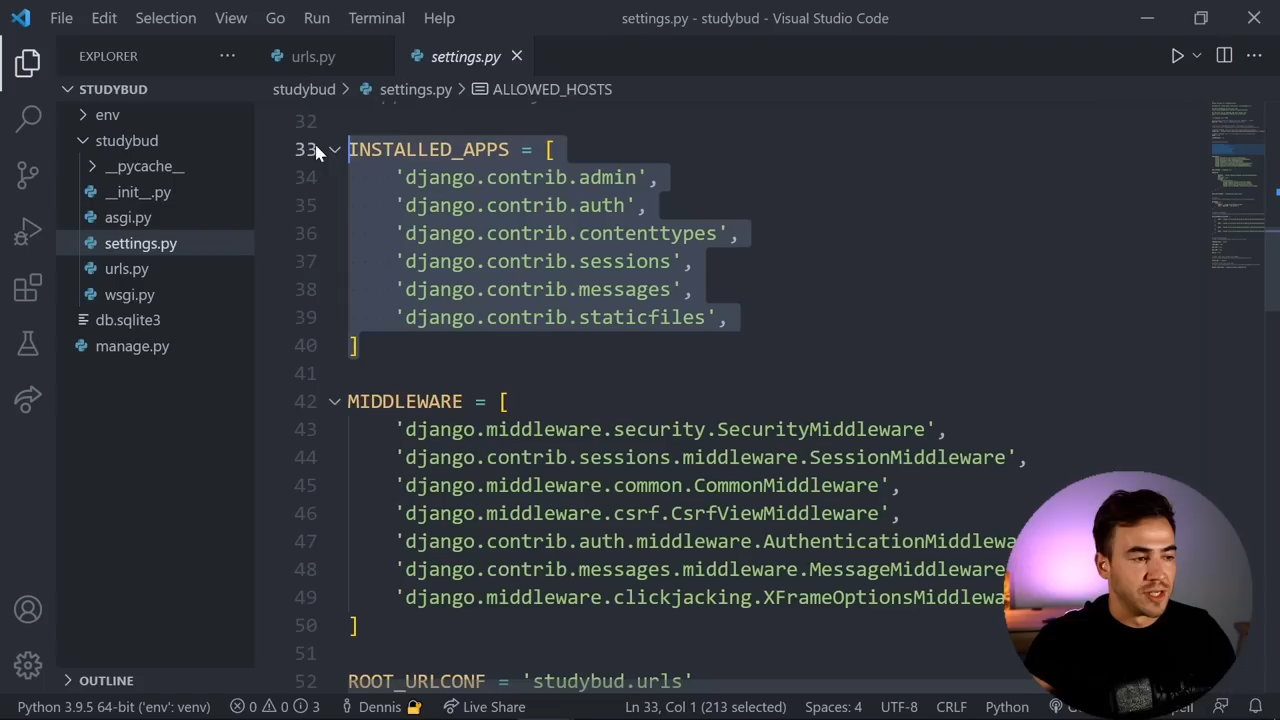 File Edit Selection View Go Run Terminal Help
settings.py - studybud - Visual Studio Code
EXPLORER
urls.py
settings.py
STUDYBUD
studybud
settings.py
ALLOWED_HOSTS
env
studybud
__pycache__
__init__.py
asgi.py
settings.py
urls.py
wsgi.py
db.sqlite3
manage.py
OUTLINE
32
33 INSTALLED_APPS = [
34 'django.contrib.admin',
35 'django.contrib.auth',
36 'django.contrib.contenttypes',
37 'django.contrib.sessions',
38 'django.contrib.messages',
39 'django.contrib.staticfiles',
40 ]
41
42 MIDDLEWARE = [
43 'django.middleware.security.SecurityMiddleware',
44 'django.contrib.sessions.middleware.SessionMiddleware',
45 'django.middleware.common.CommonMiddleware',
46 'django.middleware.csrf.CsrfViewMiddleware',
47 'django.contrib.auth.middleware.AuthenticationMiddlewa
48 'django.contrib.messages.middleware.MessageMiddleware
49 'django.middleware.clickjacking.XFrameOptionsMiddlewa
50 ]
51
52 ROOT_URLCONF = 'studybud.urls'
Python 3.9.5 64-bit ('env': venv) 0 0 3 Dennis Live Share Ln 33, Col 1 (213 selected) Spaces: 4 UTF-8 CRLF Python